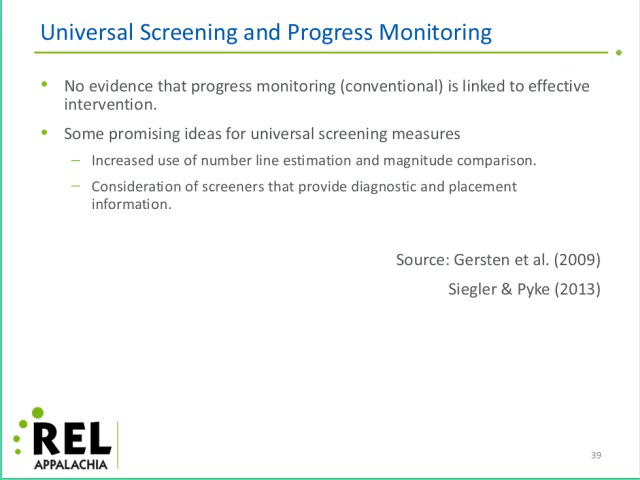 Universal Screening and Progress Monitoring
• No evidence that progress monitoring (conventional) is linked to effective
intervention.
• Some promising ideas for universal screening measures
– Increased use of number line estimation and magnitude comparison.
– Consideration of screeners that provide diagnostic and placement
information.
Source: Gersten et al. (2009)
Siegler & Pyke (2013)
REL
APPALACHIA
39